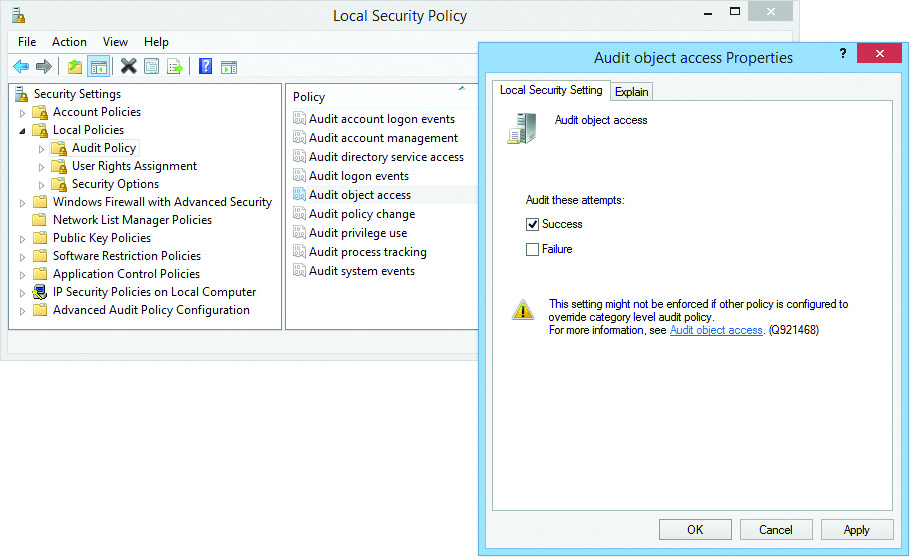 Local Security Policy
File Action View Help
Security Settings
Account Policies
Local Policies
Audit Policy
User Rights Assignment
Security Options
Windows Firewall with Advanced Security
Network List Manager Policies
Public Key Policies
Software Restriction Policies
Application Control Policies
IP Security Policies on Local Computer
Advanced Audit Policy Configuration
Policy
Audit account logon events
Audit account management
Audit directory service access
Audit logon events
Audit object access
Audit policy change
Audit privilege use
Audit process tracking
Audit system events
Audit object access Properties
Local Security Setting Explain
Audit object access
Audit these attempts:
Success
Failure
This setting might not be enforced if other policy is configured to
override category level audit policy.
For more information, see Audit object access. (Q921468)
OK Cancel Apply